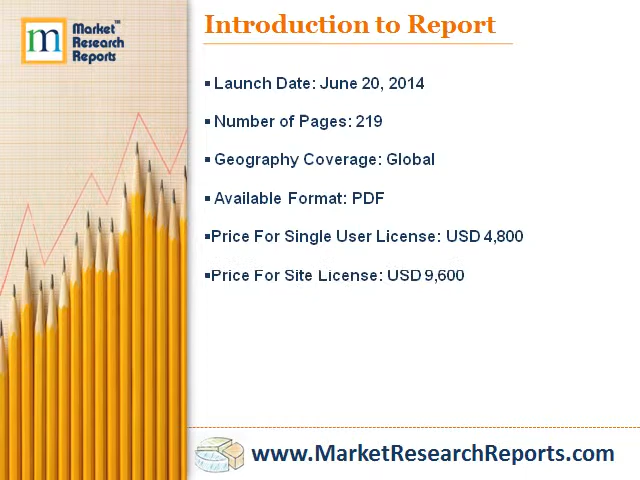 m
Market™
Research
Reports
Introduction to Report
▪ Launch Date: June 20, 2014
▪ Number of Pages: 219
▪ Geography Coverage: Global
▪ Available Format: PDF
▪Price For Single User License: USD 4,800
▪Price For Site License: USD 9,600
www.MarketResearchReports.com